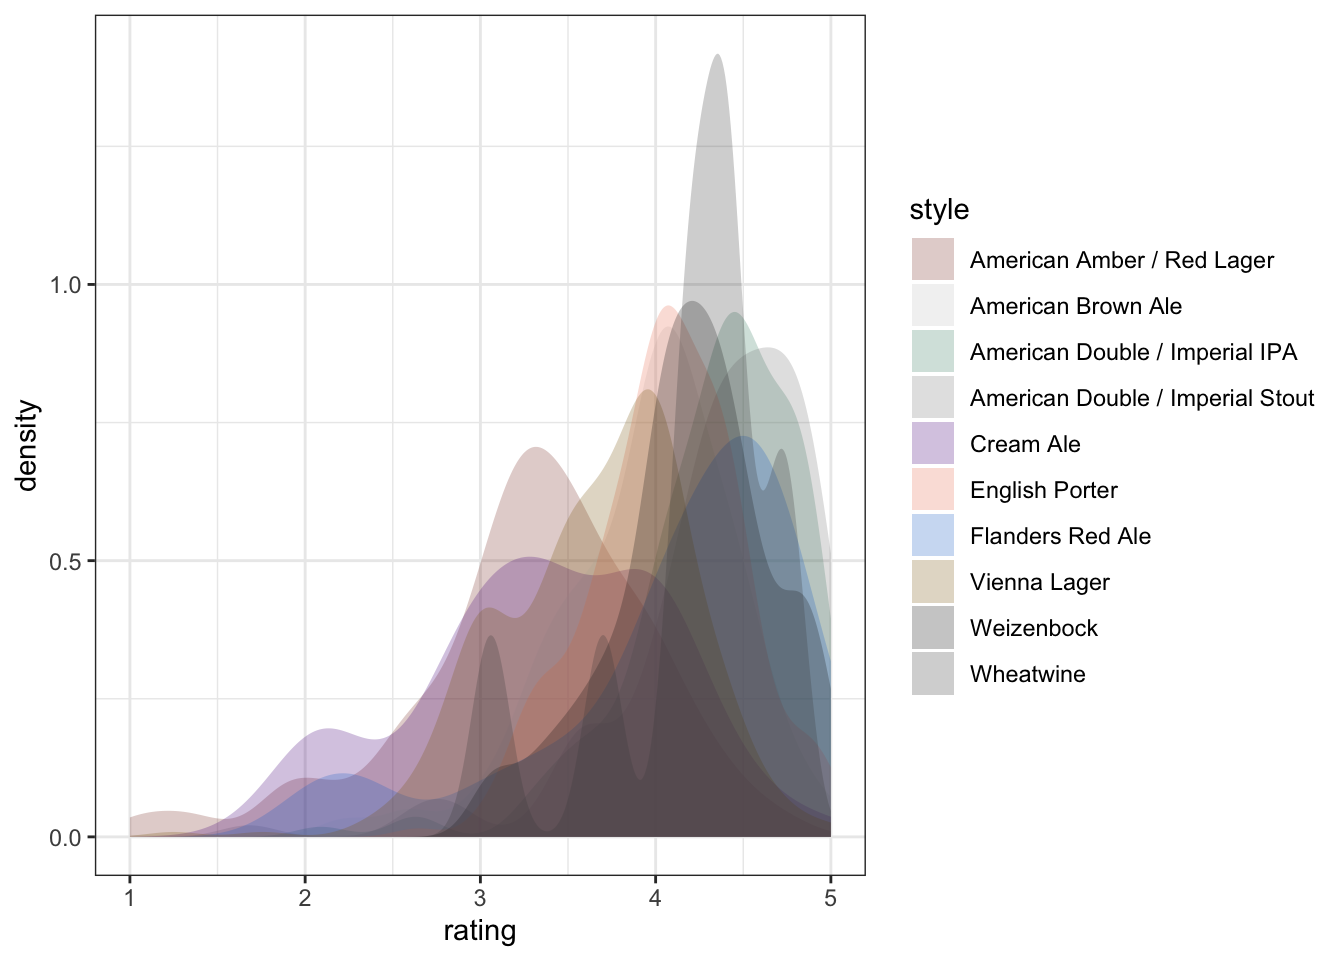 1.0
0.5
0.0
density
1 2 3 4 5
rating
style
American Amber / Red Lager
American Brown Ale
American Double / Imperial IPA
American Double / Imperial Stout
Cream Ale
English Porter
Flanders Red Ale
Vienna Lager
Weizenbock
Wheatwine